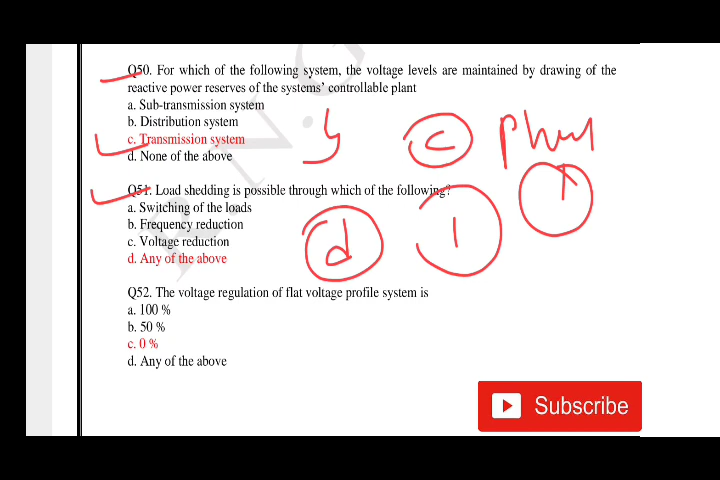 Q50. For which of the following system, the voltage levels are maintained by drawing of the
reactive power reserves of the systems' controllable plant
a. Sub-transmission system
b. Distribution system
c. Transmission system
d. None of the above
c
Q51. Load shedding is possible through which of the following?
a. Switching of the loads
b. Frequency reduction
c. Voltage reduction
d. Any of the above
d
1
Q52. The voltage regulation of flat voltage profile system is
a. 100 %
b. 50 %
c. 0 %
d. Any of the above
Subscribe